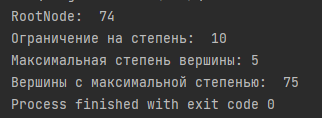 RootNode:  74
Ограничение на степень:  10
Максимальная степень вершины: 5
Вершины с максимальной степенью:  75
Process finished with exit code 0